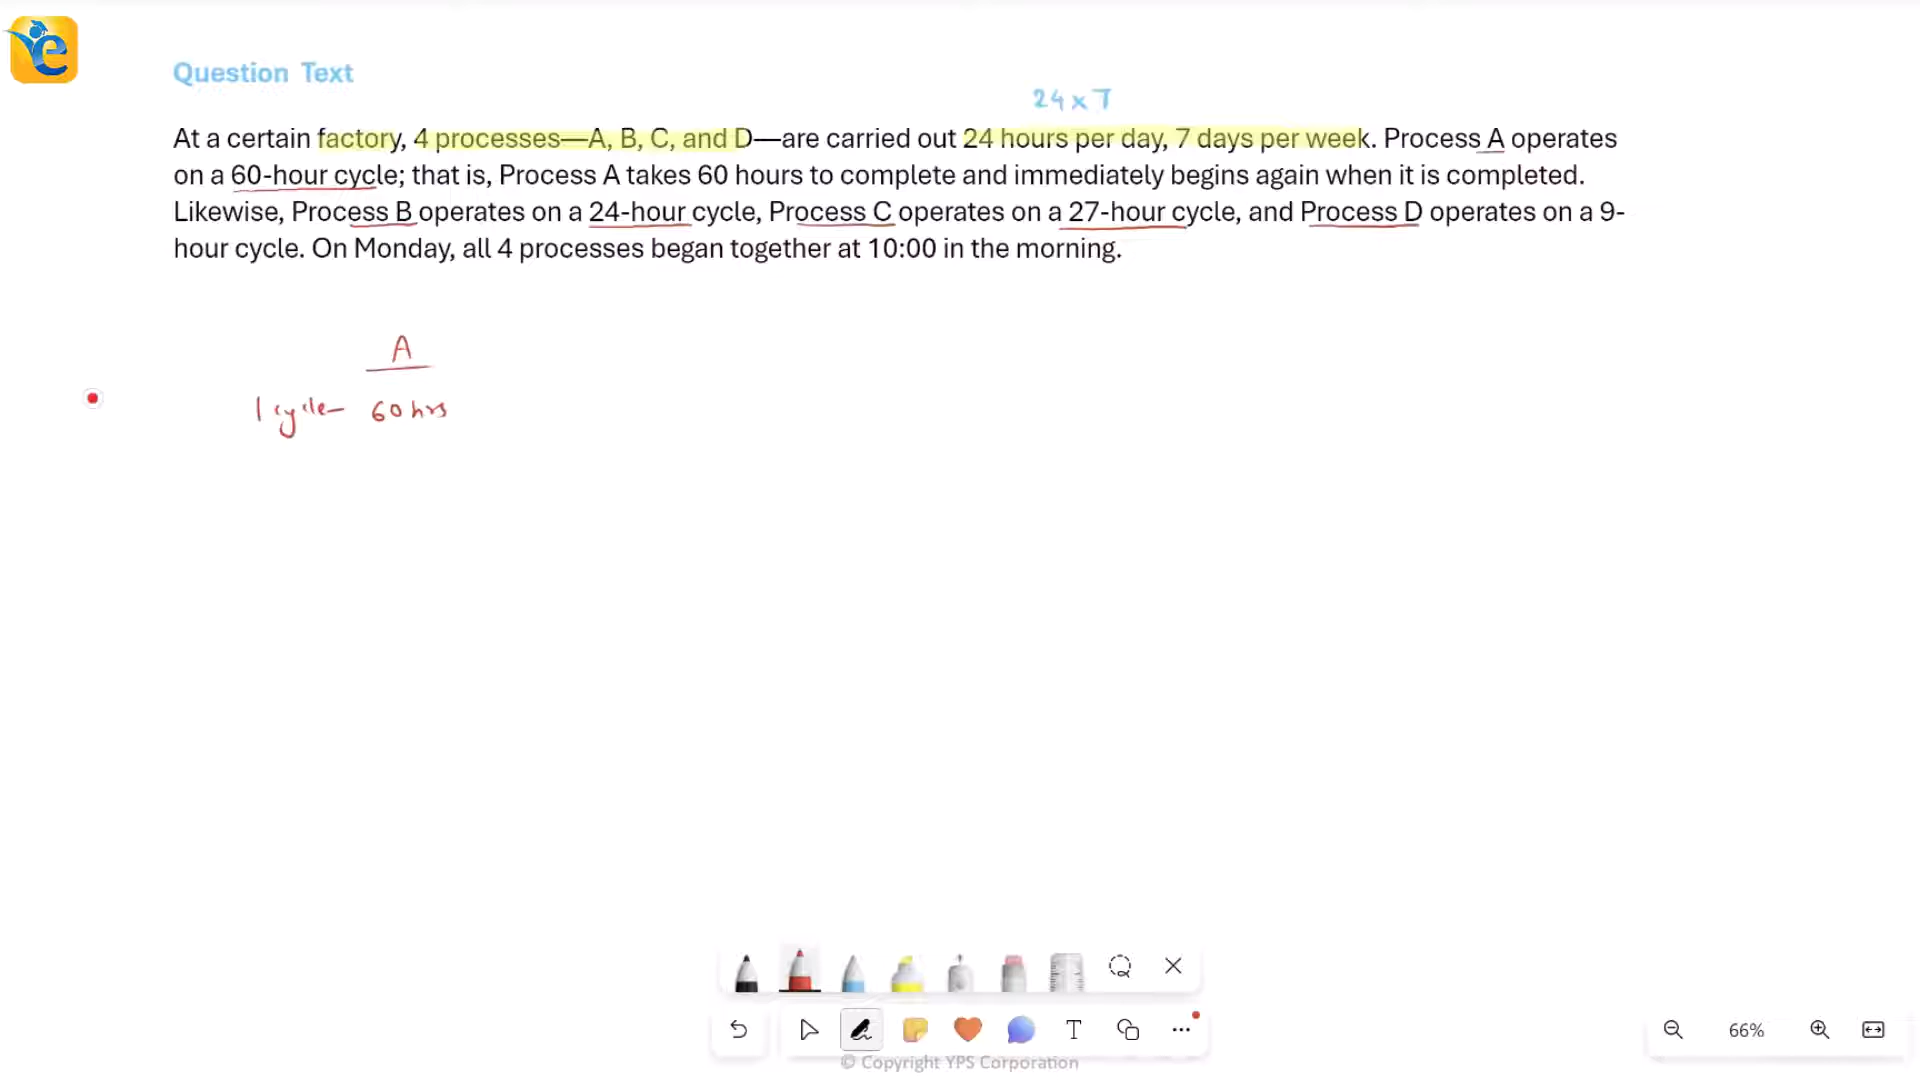 Question Text
24 x 7
At a certain factory, 4 processes—A, B, C, and D—are carried out 24 hours per day, 7 days per week. Process A operates
on a 60-hour cycle; that is, Process A takes 60 hours to complete and immediately begins again when it is completed.
Likewise, Process B operates on a 24-hour cycle, Process C operates on a 27-hour cycle, and Process D operates on a 9-
hour cycle. On Monday, all 4 processes began together at 10:00 in the morning.
A
1 cycle - 60 hrs
66%
© Copyright YPS Corporation